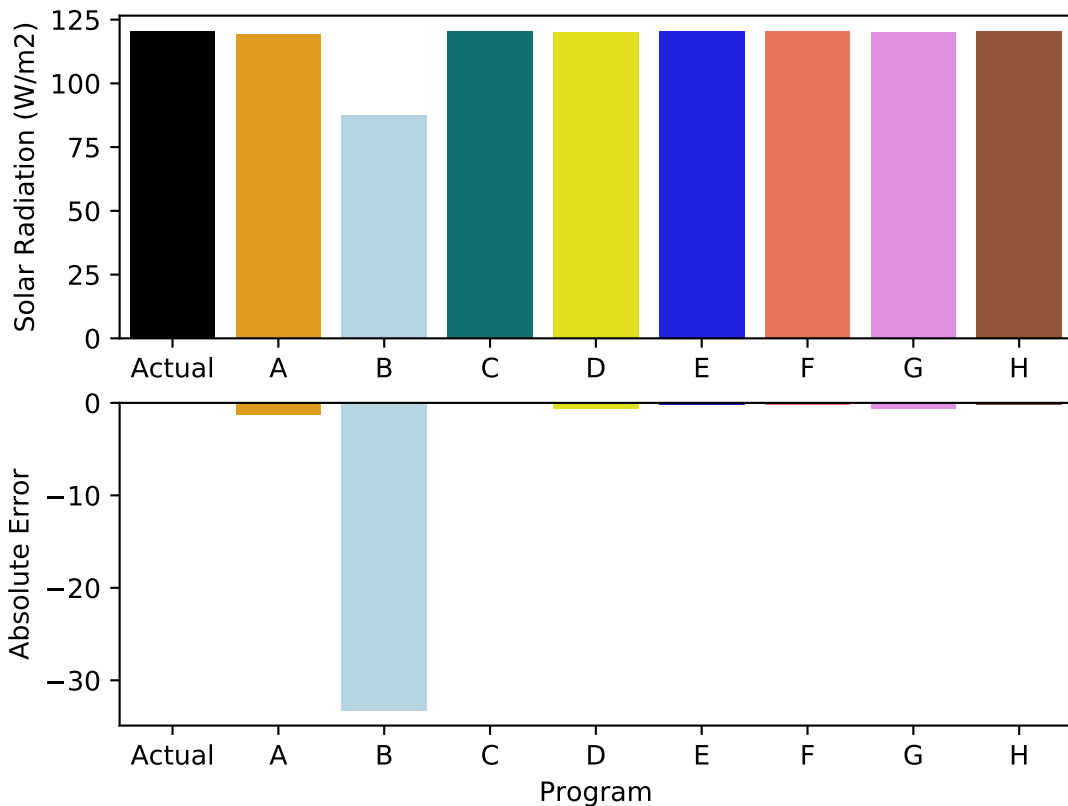 Solar Radiation (W/m2)
125
100
75
50
25
0
Actual A B C D E F G H
Absolute Error
0
−10
−20
−30
Actual A B C D E F G H
Program